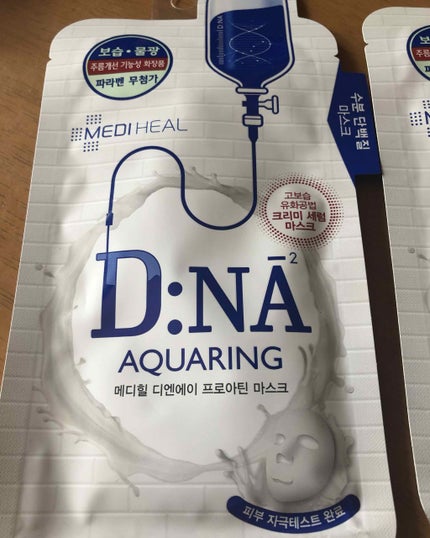 보습·물광
주름개선 기능성 화장품
파라벤 무첨가
MEDIHEAL
수분 단백질
마스크
고보습
유화공법
크리미 세럼
마스크
D:NĀ²
AQUARING
메디힐 디엔에이 프로아틴 마스크
피부 자극테스트 완료